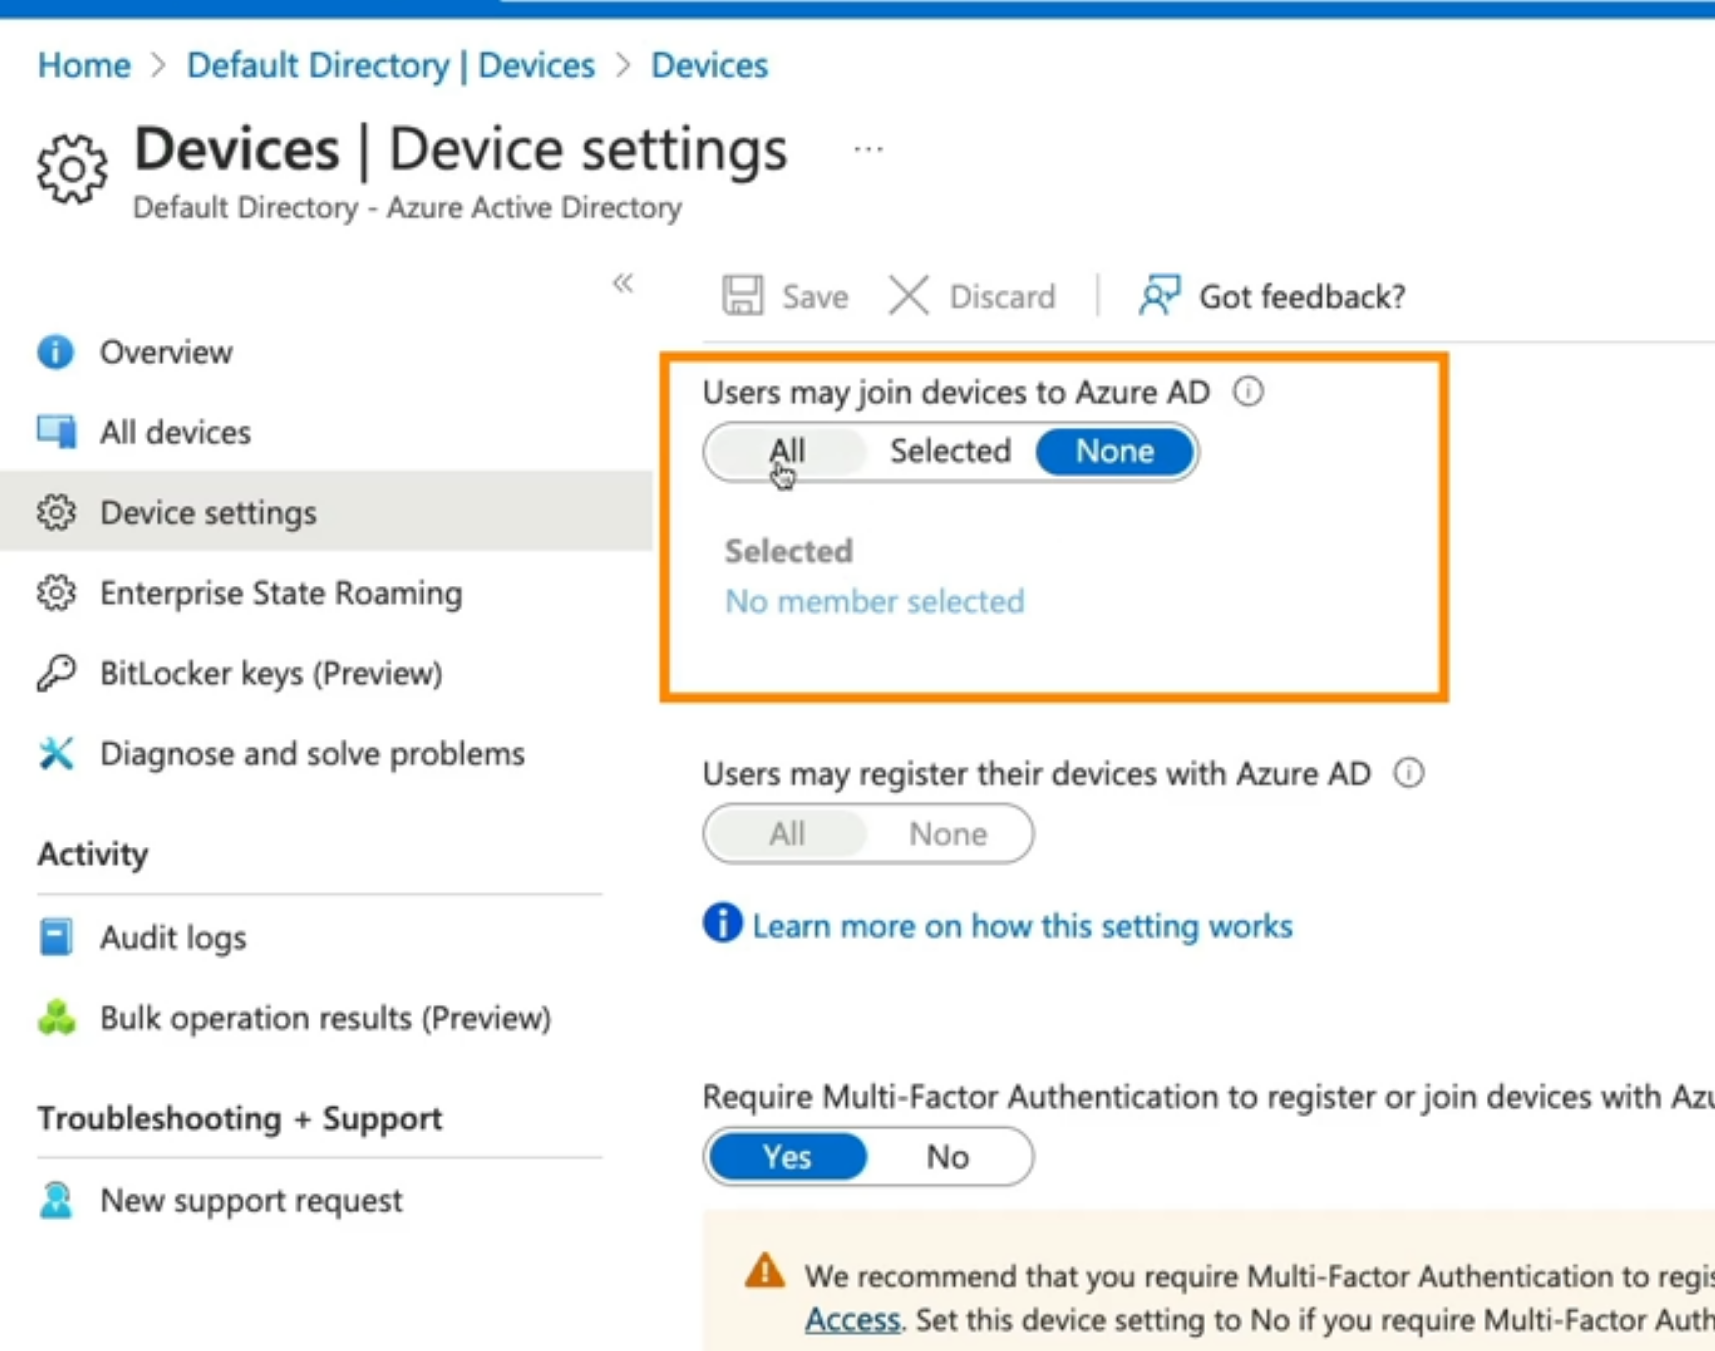 Home > Default Directory | Devices > Devices
Devices | Device settings ...
Default Directory - Azure Active Directory
«
Save Discard | Got feedback?
Overview
All devices
Device settings
Enterprise State Roaming
BitLocker keys (Preview)
Diagnose and solve problems
Activity
Audit logs
Bulk operation results (Preview)
Troubleshooting + Support
New support request
Users may join devices to Azure AD
All Selected None
Selected
No member selected
Users may register their devices with Azure AD
All None
Learn more on how this setting works
Require Multi-Factor Authentication to register or join devices with Azu
Yes No
We recommend that you require Multi-Factor Authentication to regis
Access. Set this device setting to No if you require Multi-Factor Auth